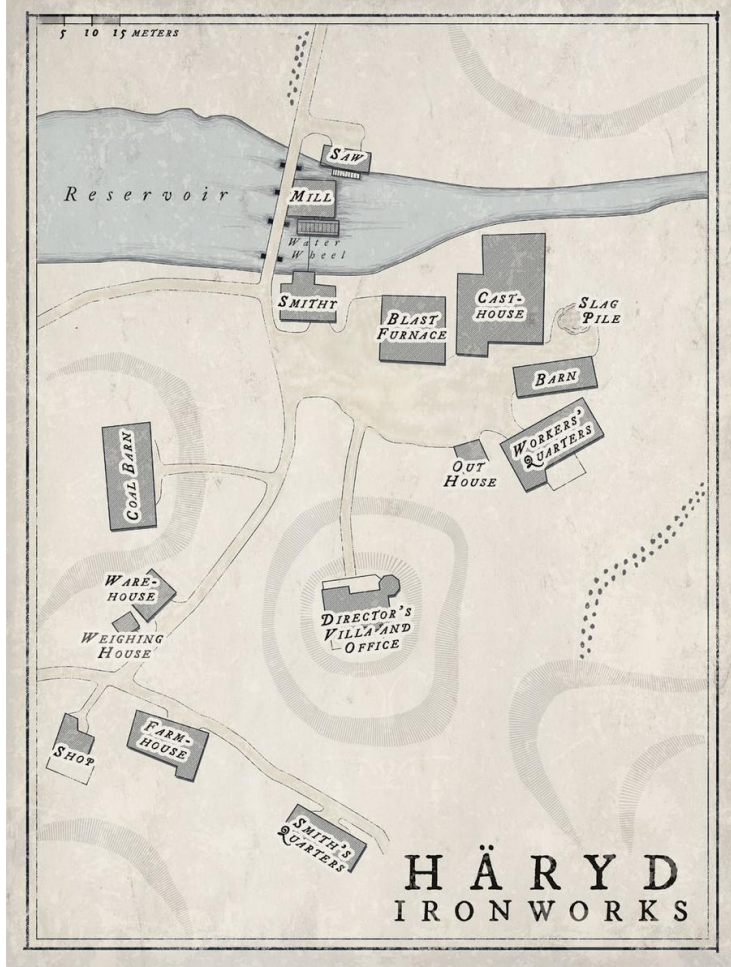 5 10 15 METERS
SAW
Reservoir
MILL
Water
Wheel
SMITHY
CAST-
HOUSE
SLAG
PILE
BLAST
FURNACE
BARN
WORKERS'
QUARTERS
OUT
HOUSE
COAL BARN
WARE-
HOUSE
WEIGHING
HOUSE
DIRECTOR'S
VILLA AND
OFFICE
SHOP
FARM-
HOUSE
SMITH'S
QUARTERS
HÄRYD
IRONWORKS